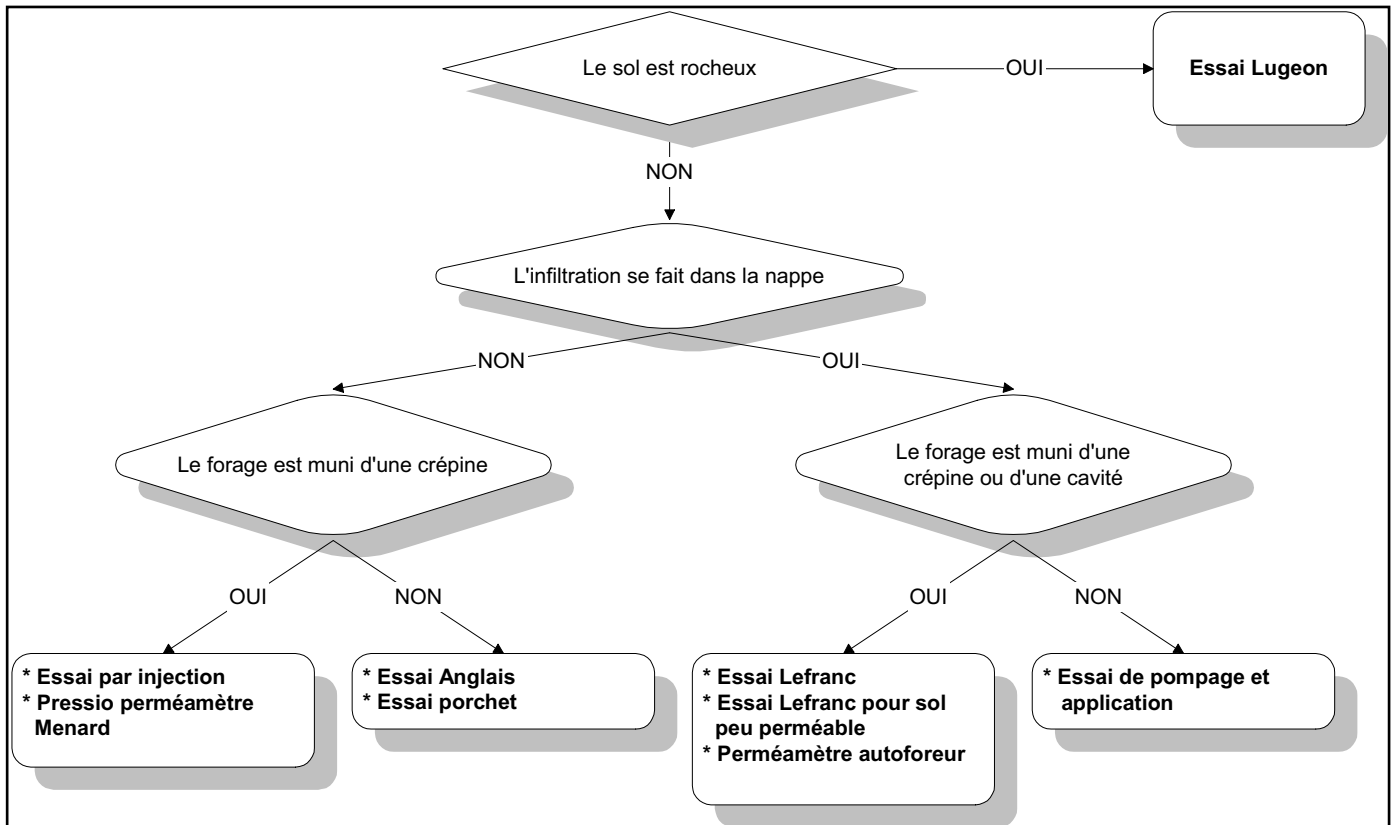 Le sol est rocheux
OUI
Essai Lugeon
NON
L'infiltration se fait dans la nappe
NON
OUI
Le forage est muni d'une crépine
Le forage est muni d'une
crépine ou d'une cavité
OUI
NON
OUI
NON
* Essai par injection
* Pressio perméamètre
Menard
* Essai Anglais
* Essai porchet
* Essai Lefranc
* Essai Lefranc pour sol
peu perméable
* Perméamètre autoforeur
* Essai de pompage et
application